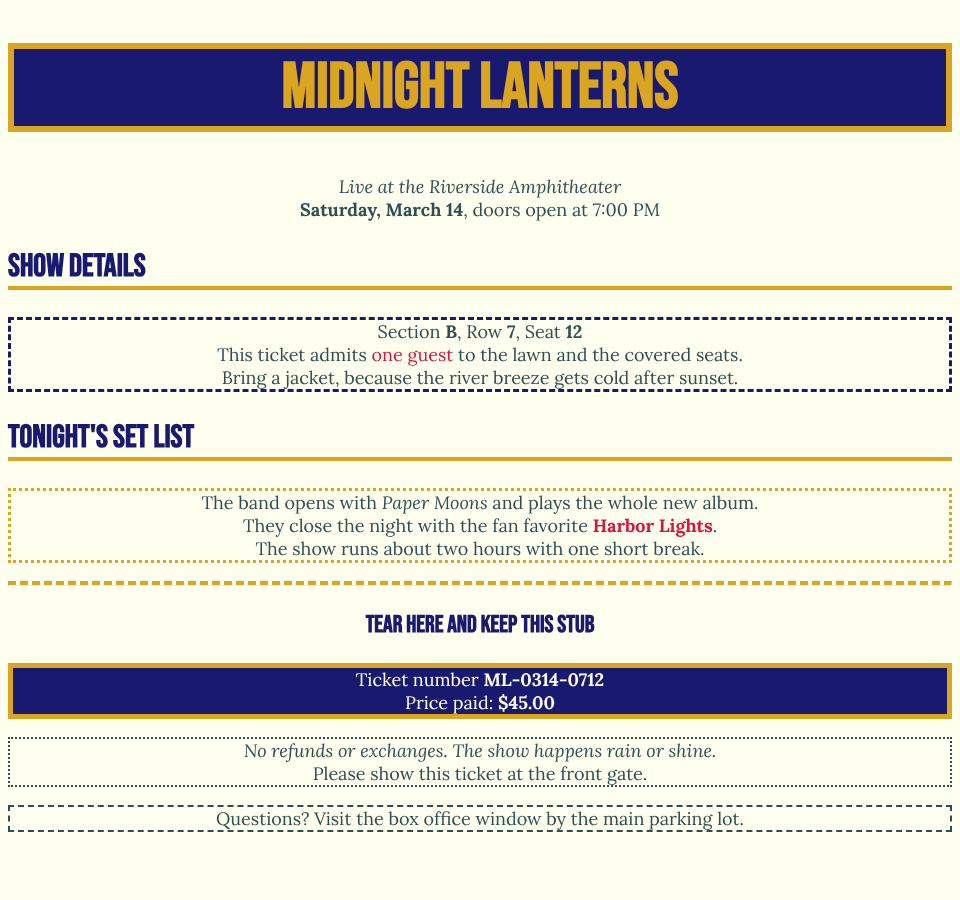 MIDNIGHT LANTERNS
Live at the Riverside Amphitheater
Saturday, March 14, doors open at 7:00 PM
SHOW DETAILS
Section B, Row 7, Seat 12
This ticket admits one guest to the lawn and the covered seats.
Bring a jacket, because the river breeze gets cold after sunset.
TONIGHT'S SET LIST
The band opens with Paper Moons and plays the whole new album.
They close the night with the fan favorite Harbor Lights.
The show runs about two hours with one short break.
TEAR HERE AND KEEP THIS STUB
Ticket number ML-0314-0712
Price paid: $45.00
No refunds or exchanges. The show happens rain or shine.
Please show this ticket at the front gate.
Questions? Visit the box office window by the main parking lot.